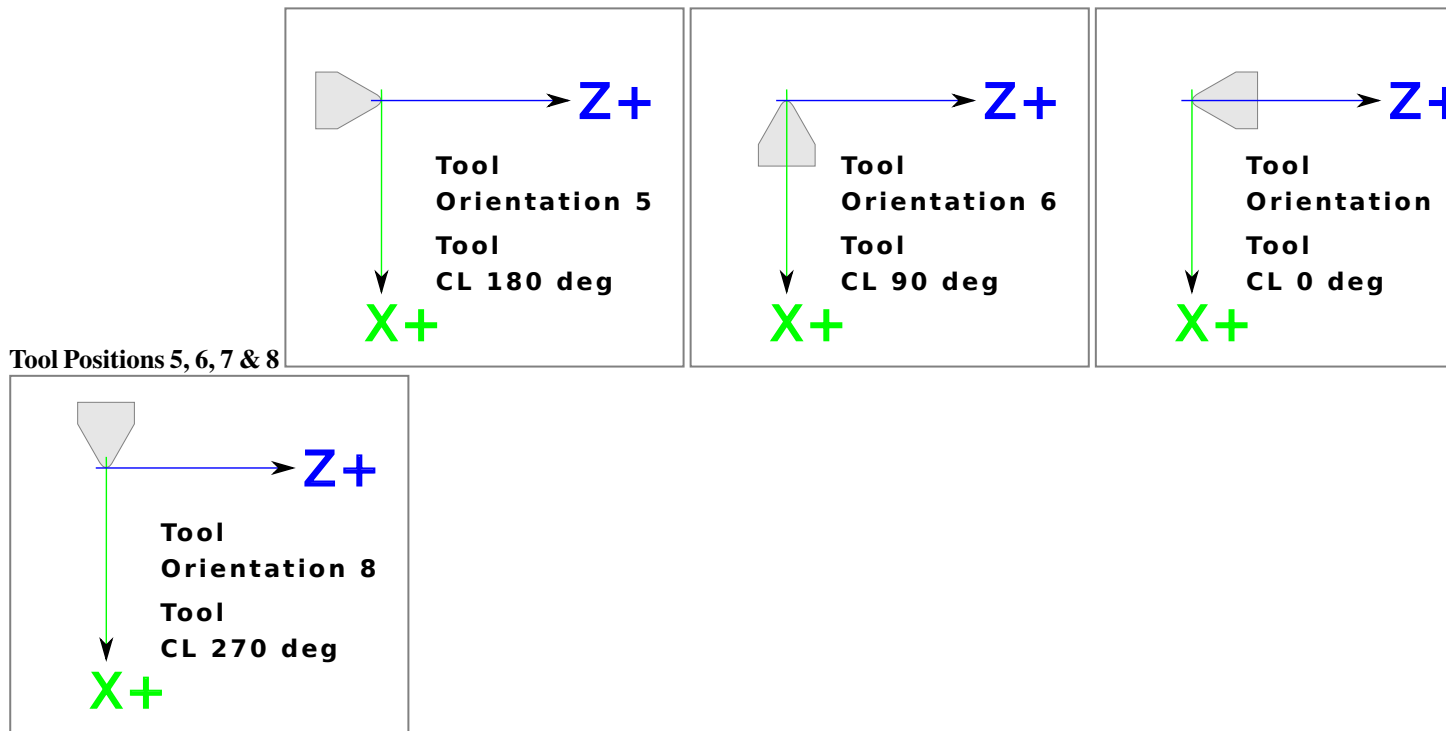 Z+
Tool
Orientation 5
Tool
CL 180 deg
X+
Z+
Tool
Orientation 6
Tool
CL 90 deg
X+
Z+
Tool
Orientation
Tool
CL 0 deg
X+
Tool Positions 5, 6, 7 & 8
Z+
Tool
Orientation 8
Tool
CL 270 deg
X+